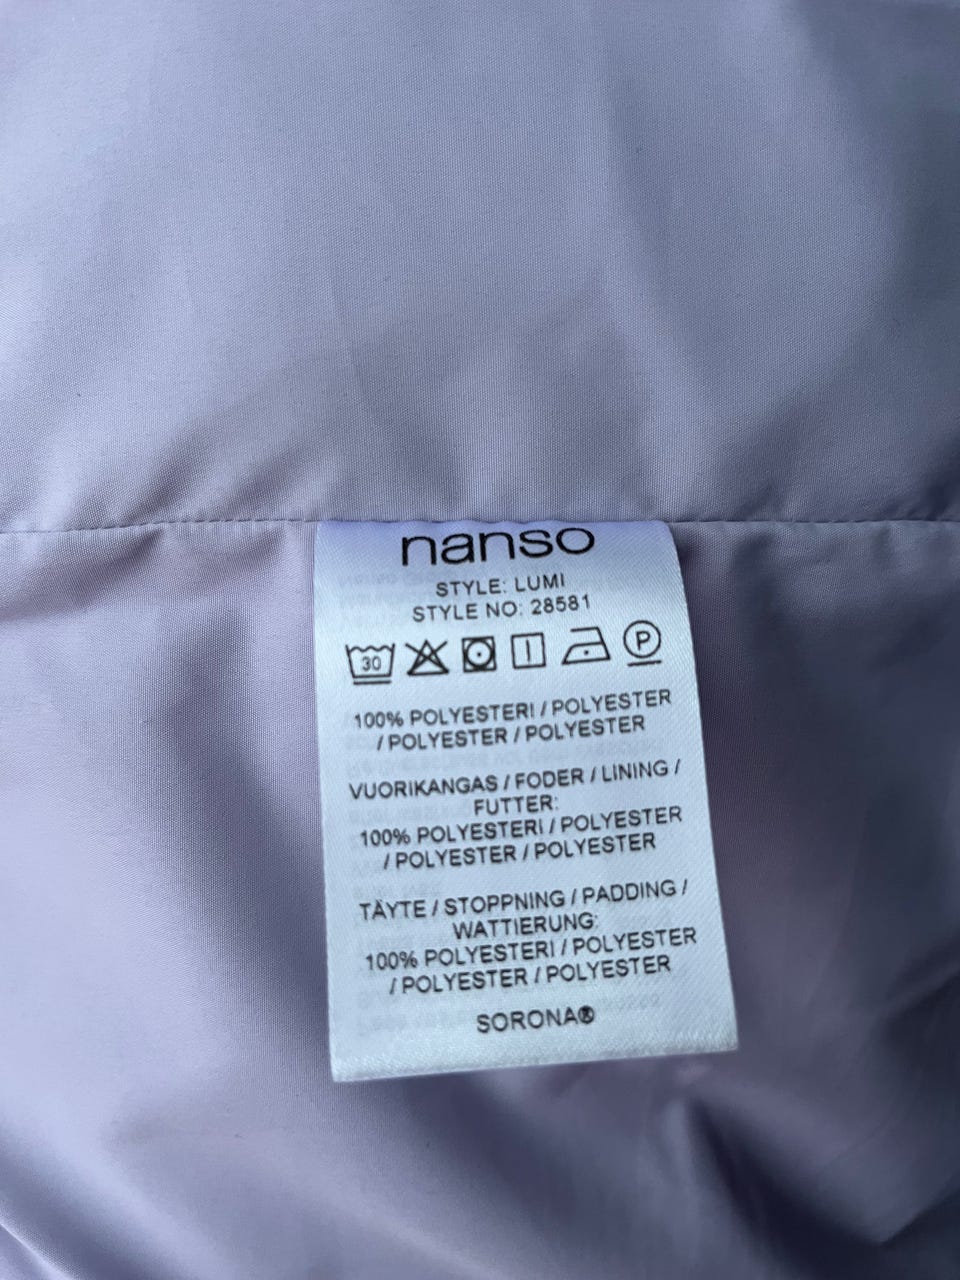 nanso
STYLE: LUMI
STYLE NO: 28581
30 P
100% POLYESTERI / POLYESTER
/ POLYESTER / POLYESTER
VUORIKANGAS / FODER / LINING /
FUTTER:
100% POLYESTERI / POLYESTER
/ POLYESTER / POLYESTER
TÄYTE / STOPPNING / PADDING /
WATTIERUNG:
100% POLYESTERI / POLYESTER
/ POLYESTER / POLYESTER
SORONA®